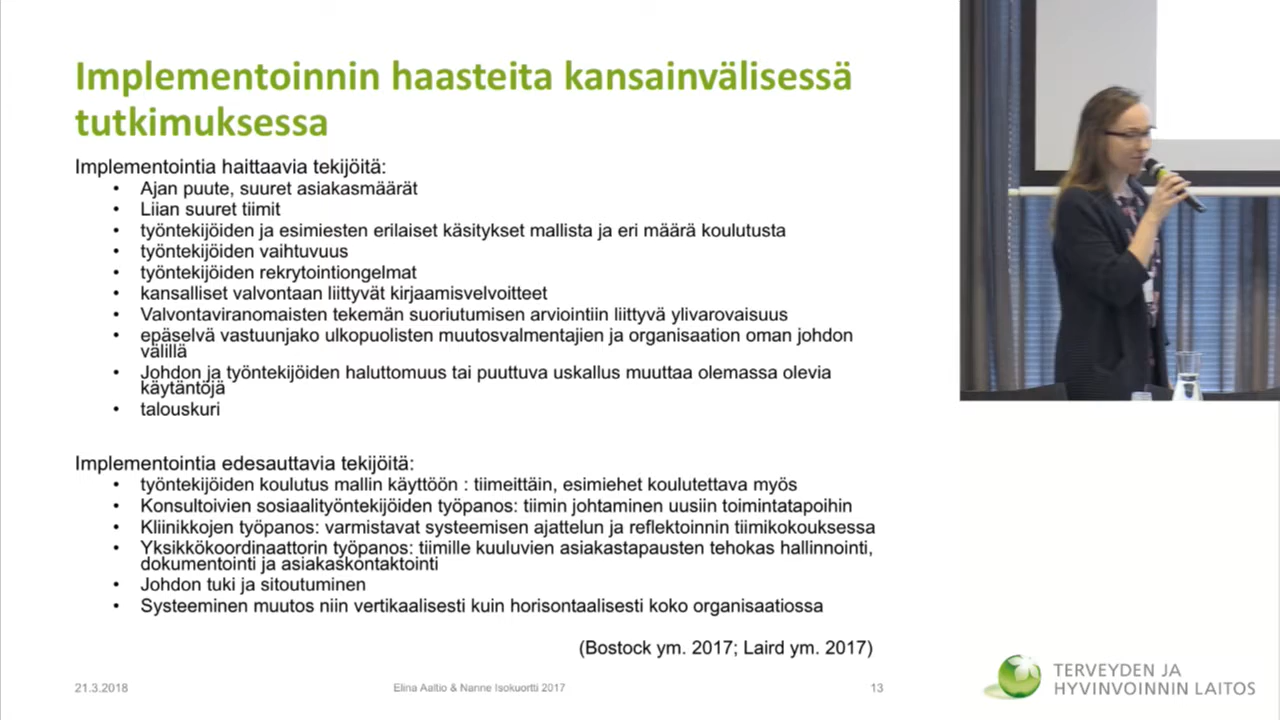 Implementoinnin haasteita kansainvälisessä
tutkimuksessa
Implementointia haittaavia tekijöitä:
• Ajan puute, suuret asiakasmäärät
• Liian suuret tiimit
• työntekijöiden ja esimiesten erilaiset käsitykset mallista ja eri määrä koulutusta
• työntekijöiden vaihtuvuus
• työntekijöiden rekrytointiongelmat
• kansalliset valvontaan liittyvät kirjaamisvelvoitteet
• Valvontaviranomaisten tekemän suoriutumisen arviointiin liittyvä ylivarovaisuus
• epäselvä vastuunjako ulkopuolisten muutosvalmentajien ja organisaation oman johdon
välillä
• Johdon ja työntekijöiden haluttomuus tai puuttuva uskallus muuttaa olemassa olevia
käytäntöjä
• talouskuri
Implementointia edesauttavia tekijöitä:
• työntekijöiden koulutus mallin käyttöön : tiimeittäin, esimiehet koulutettava myös
• Konsultoivien sosiaalityöntekijöiden työpanos: tiimin johtaminen uusiin toimintatapoihin
• Kliinikkojen työpanos: varmistavat systeemisen ajattelun ja reflektoinnin tiimikokouksessa
• Yksikkökoordinaattorin työpanos: tiimille kuuluvien asiakastapausten tehokas hallinnointi,
dokumentointi ja asiakaskontaktointi
• Johdon tuki ja sitoutuminen
• Systeeminen muutos niin vertikaalisesti kuin horisontaalisesti koko organisaatiossa
(Bostock ym. 2017; Laird ym. 2017)
21.3.2018
Elina Aaltio & Nanne Isokuortti 2017
13
TERVEYDEN JA
HYVINVOINNIN LAITOS